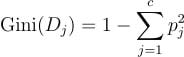 Gini(D_j) = 1 − \sum_{j=1}^{c} p_j^2